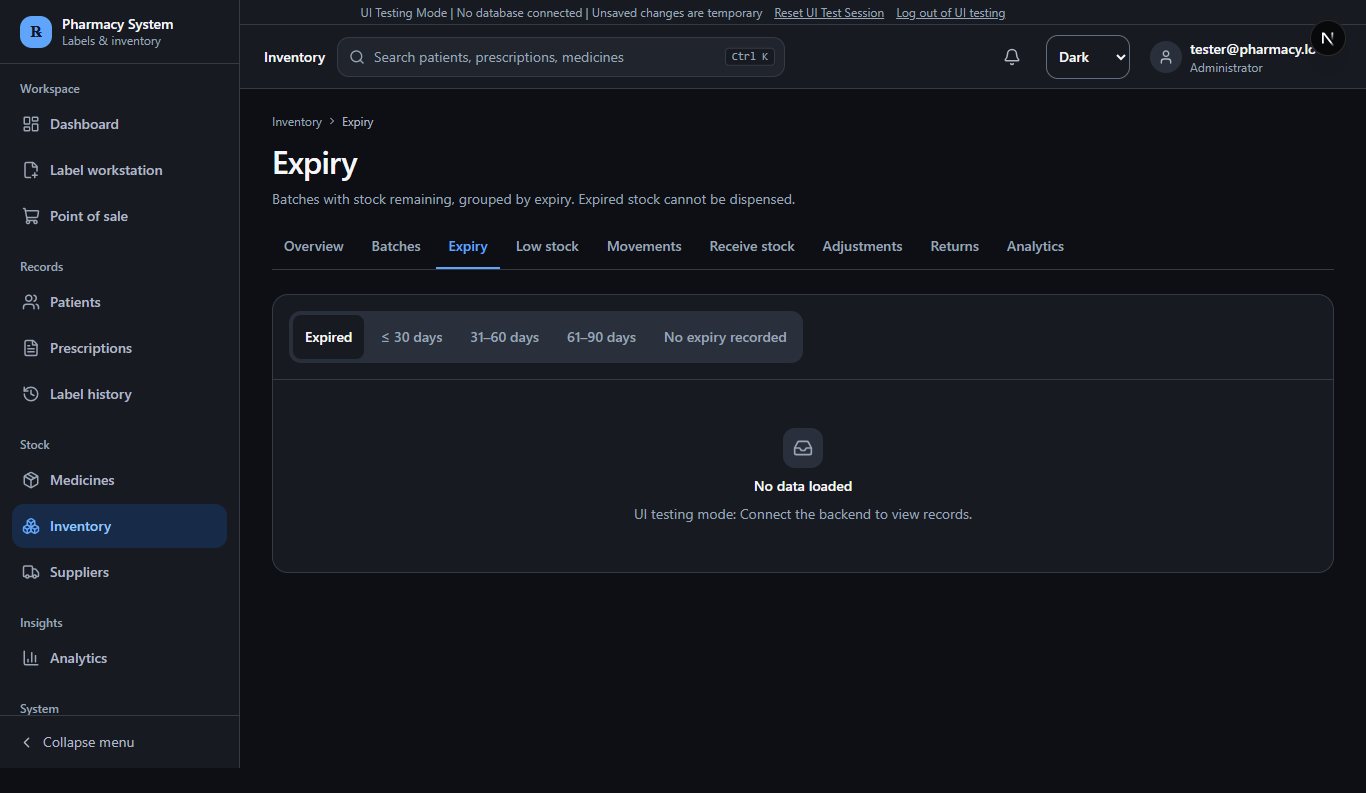 UI Testing Mode | No database connected | Unsaved changes are temporary Reset UI Test Session Log out of UI testing
Pharmacy System
Labels & inventory
Workspace
Dashboard
Label workstation
Point of sale
Records
Patients
Prescriptions
Label history
Stock
Medicines
Inventory
Suppliers
Insights
Analytics
System
Collapse menu
Inventory
Search patients, prescriptions, medicines
Ctrl K
Dark
tester@pharmacy.lo
Administrator
N
Inventory > Expiry
Expiry
Batches with stock remaining, grouped by expiry. Expired stock cannot be dispensed.
Overview Batches Expiry Low stock Movements Receive stock Adjustments Returns Analytics
Expired ≤ 30 days 31–60 days 61–90 days No expiry recorded
No data loaded
UI testing mode: Connect the backend to view records.